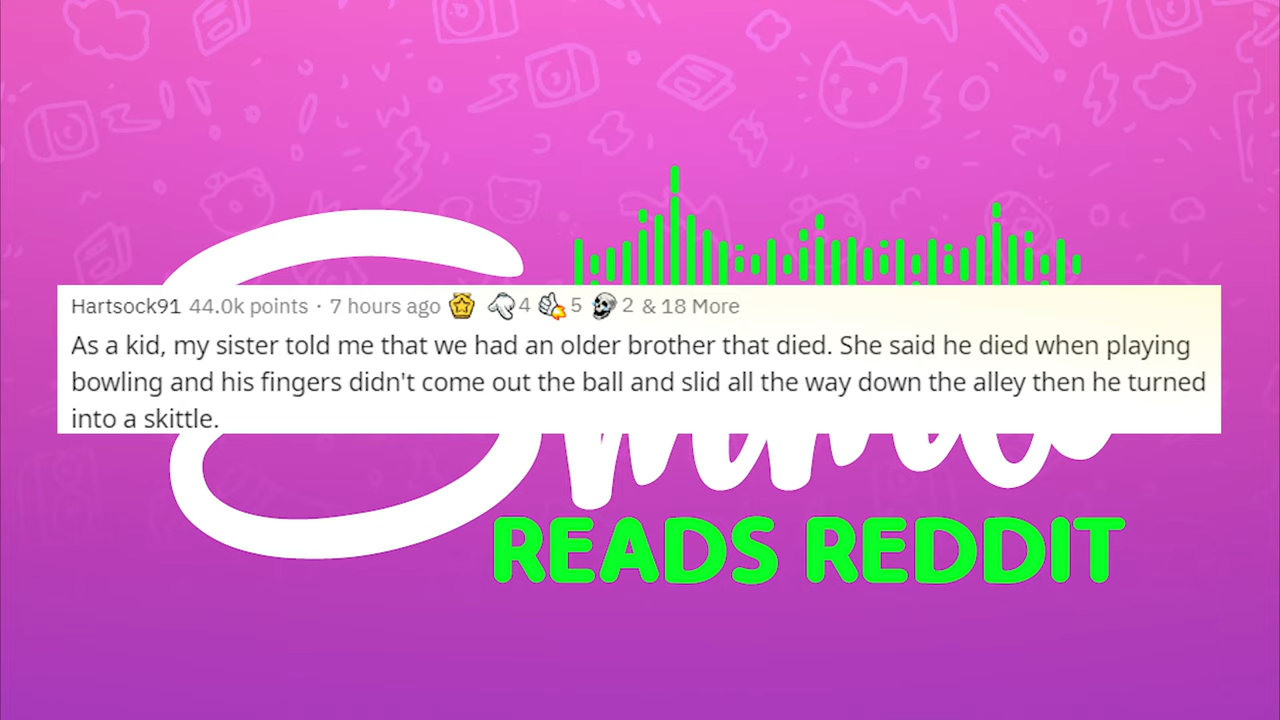 Hartsock91 44.0k points · 7 hours ago 4 5 2 & 18 More
As a kid, my sister told me that we had an older brother that died. She said he died when playing
bowling and his fingers didn't come out the ball and slid all the way down the alley then he turned
into a skittle.
READS REDDIT